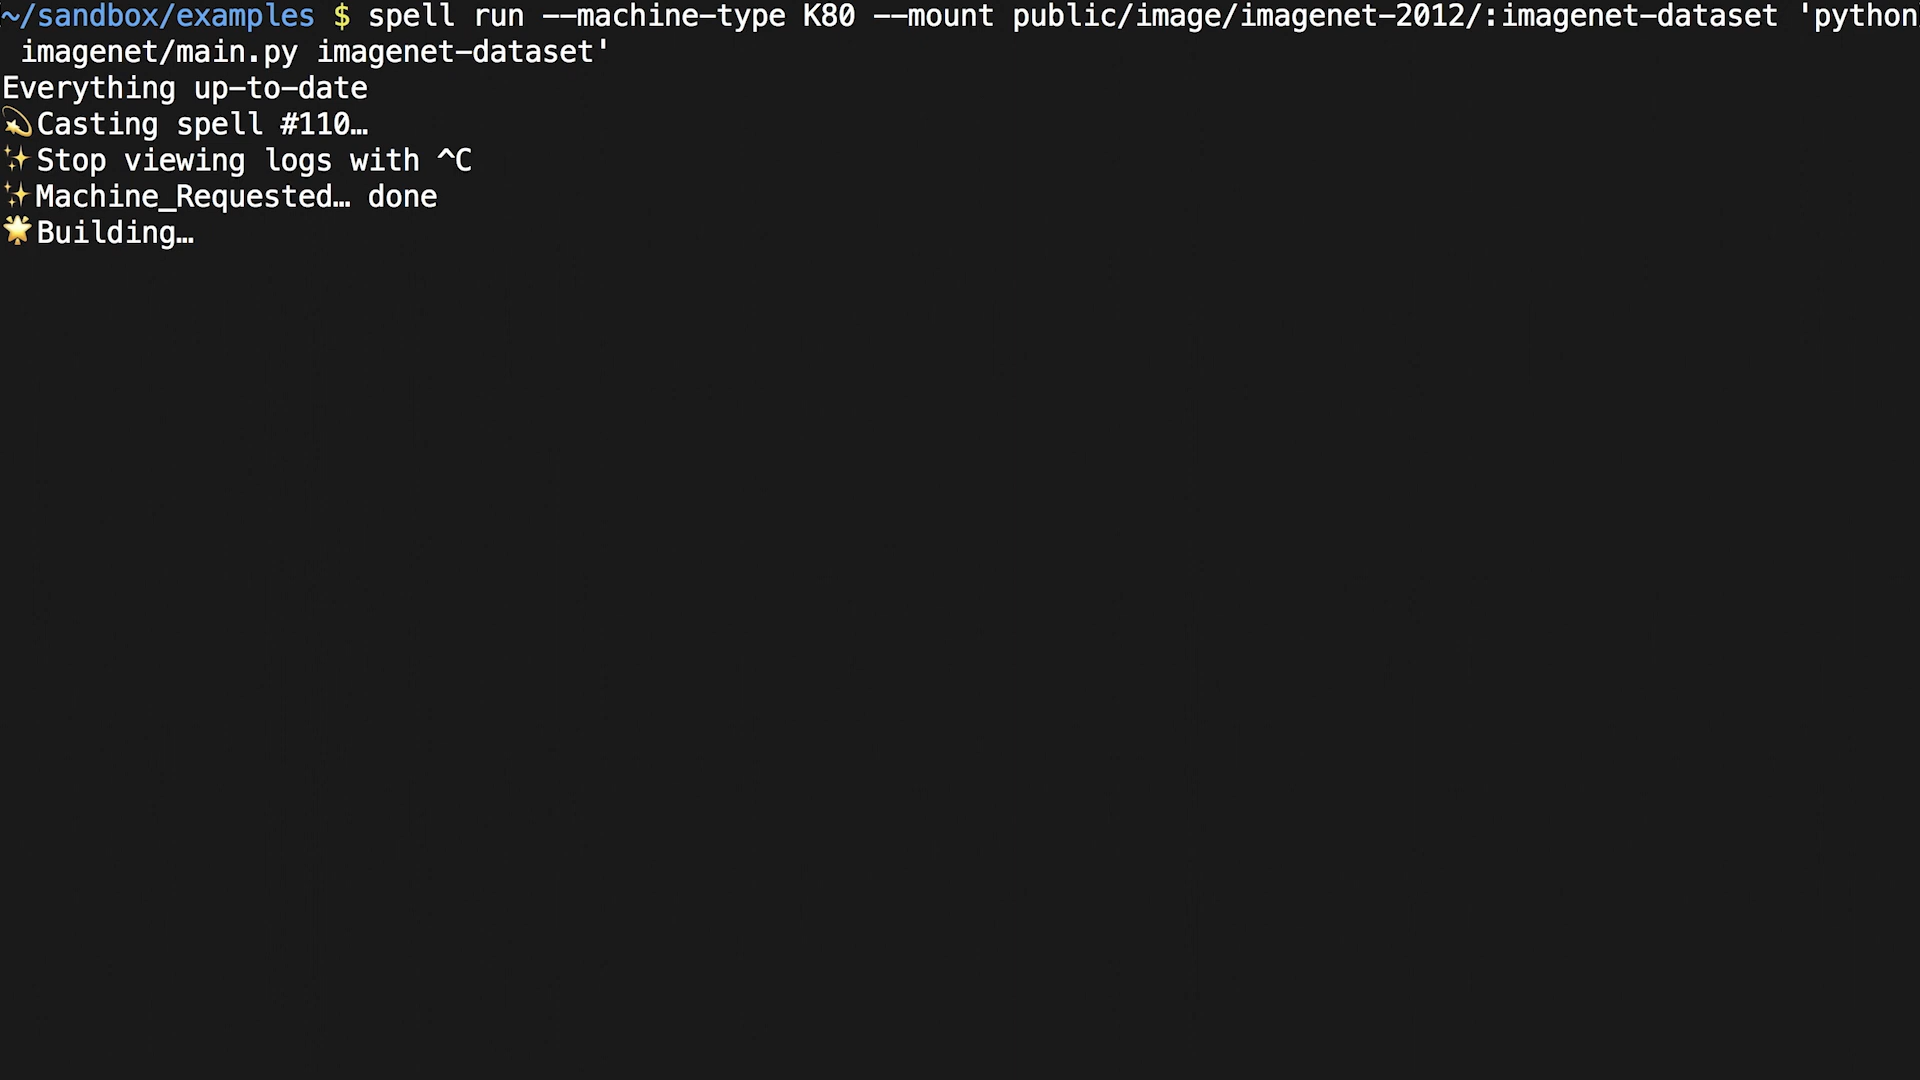 ~/sandbox/examples $ spell run --machine-type K80 --mount public/image/imagenet-2012/:imagenet-dataset 'python
imagenet/main.py imagenet-dataset'
Everything up-to-date
💫Casting spell #110…
✨Stop viewing logs with ^C
✨Machine_Requested… done
🌟Building…